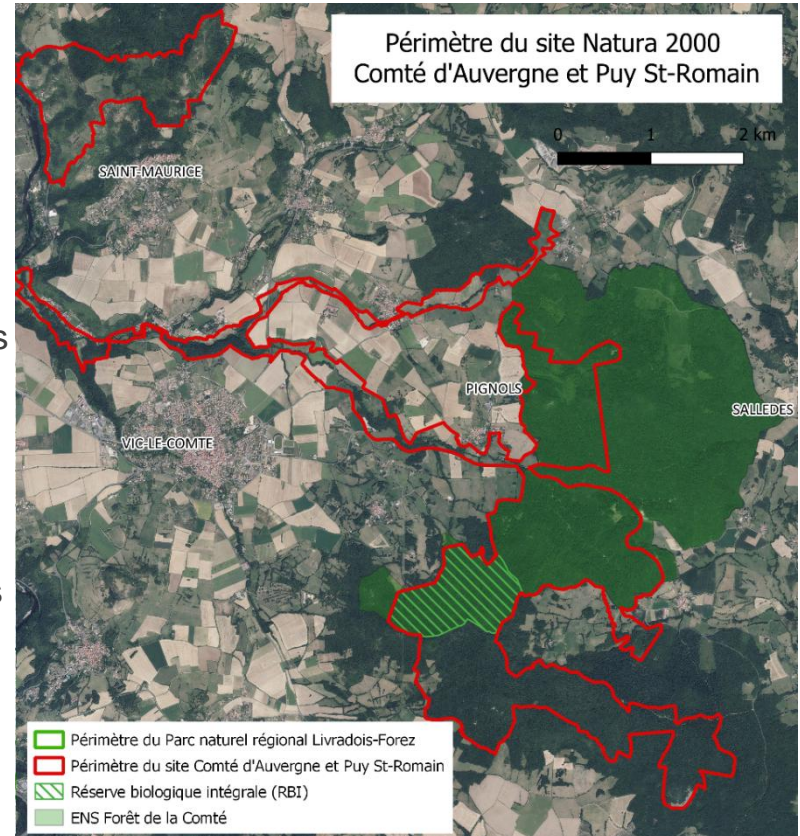 Périmètre du site Natura 2000
Comté d'Auvergne et Puy St-Romain
0 1 2 km
SAINT-MAURICE
PIGNOLS
SALLEDES
VIC-LE-COMTE
s
s
Périmètre du Parc naturel régional Livradois-Forez
Périmètre du site Comté d'Auvergne et Puy St-Romain
Réserve biologique intégrale (RBI)
ENS Forêt de la Comté